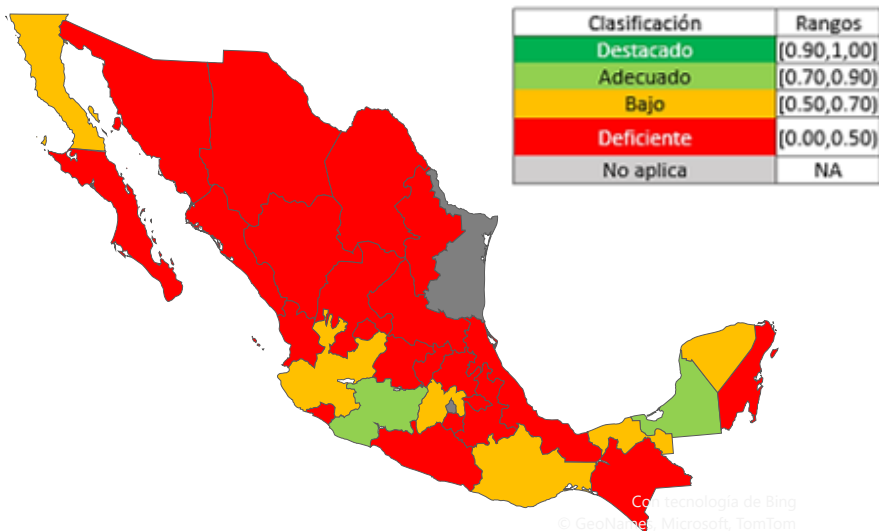 Clasificación Rangos
Destacado [0.90,1,00]
Adecuado [0.70,0.90)
Bajo [0.50,0.70)
Deficiente [0.00,0.50)
No aplica NA
Con tecnología de Bing
© GeoNames, Microsoft, TomTom